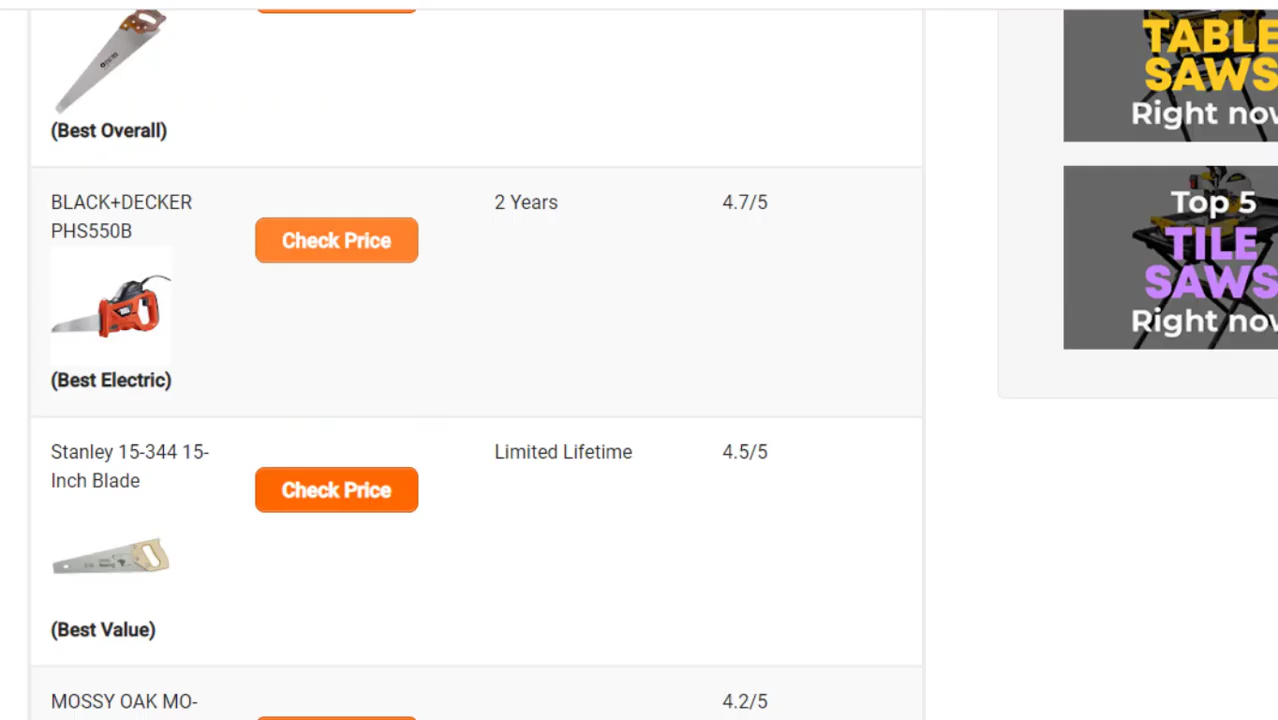 (Best Overall)
BLACK+DECKER
PHS550B
Check Price
2 Years
4.7/5
(Best Electric)
Stanley 15-344 15-
Inch Blade
Check Price
Limited Lifetime
4.5/5
(Best Value)
MOSSY OAK MO-
4.2/5
TABLE
SAWS
Right now
Top 5
TILE
SAWS
Right now